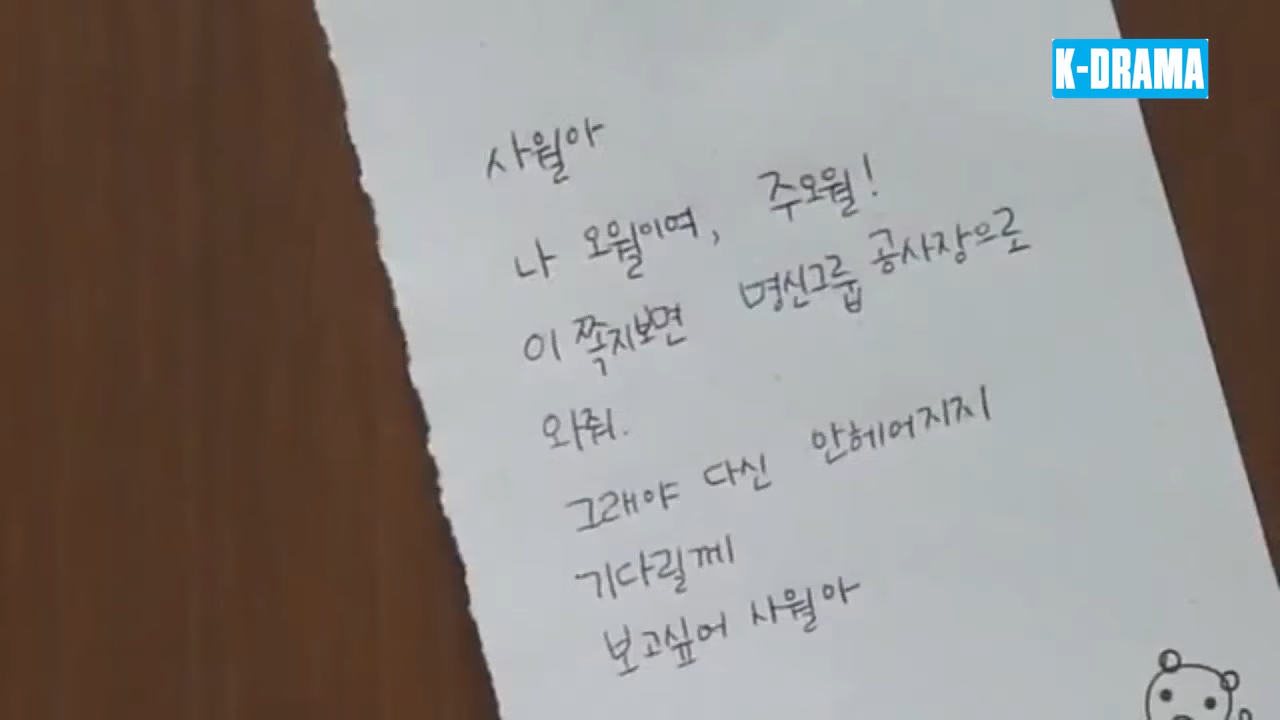 K-DRAMA
사월아
나 오월이여, 주오월!
이 쪽지보면 명신그룹 공사장으로
와줘.
그래야 다신 안헤어지지
기다릴께
보고싶어 사월아